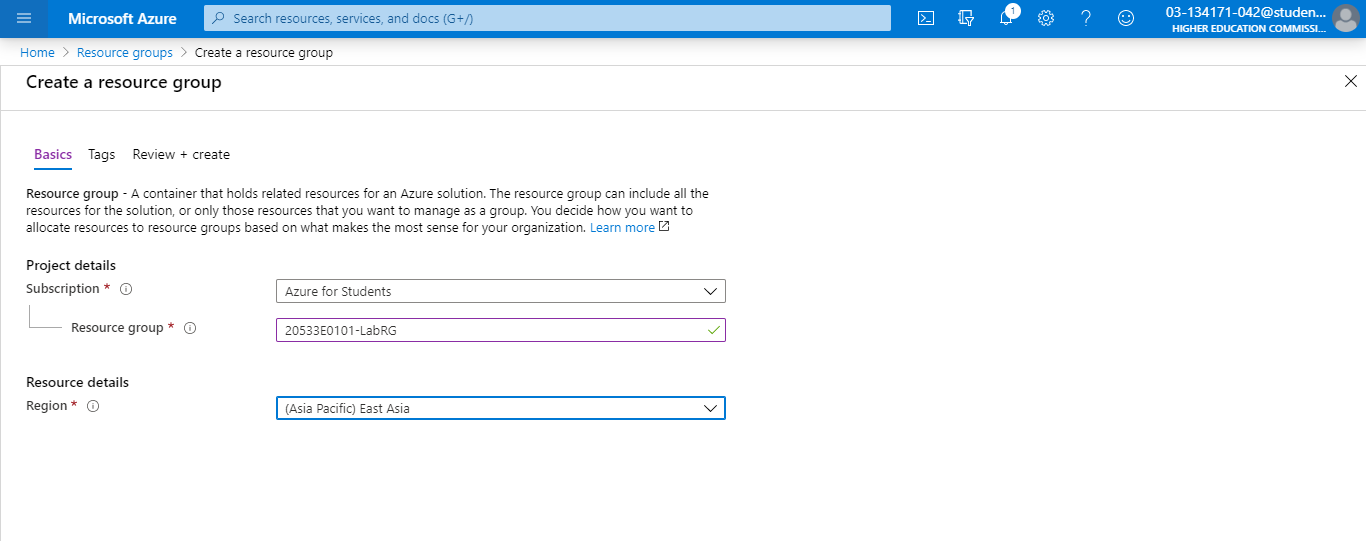 Microsoft Azure
Search resources, services, and docs (G+/)
1
03-134171-042@studen...
HIGHER EDUCATION COMMISSI...
Home > Resource groups > Create a resource group
Create a resource group
Basics Tags Review + create
Resource group - A container that holds related resources for an Azure solution. The resource group can include all the
resources for the solution, or only those resources that you want to manage as a group. You decide how you want to
allocate resources to resource groups based on what makes the most sense for your organization. Learn more
Project details
Subscription * Azure for Students
Resource group * 20533E0101-LabRG
Resource details
Region * (Asia Pacific) East Asia